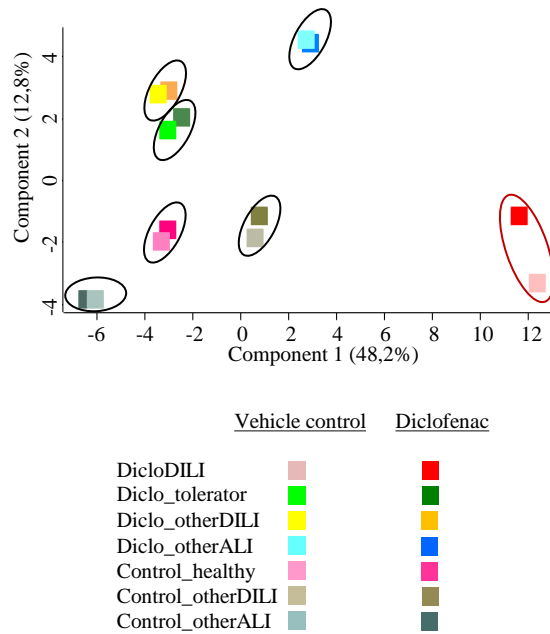 4
2
0
-2
-4
Component 2 (12,8%)
-6 -4 -2 0 2 4 6 8 10 12
Component 1 (48,2%)
Vehicle control Diclofenac
DicloDILI
Diclo_tolerator
Diclo_otherDILI
Diclo_otherALI
Control_healthy
Control_otherDILI
Control_otherALI